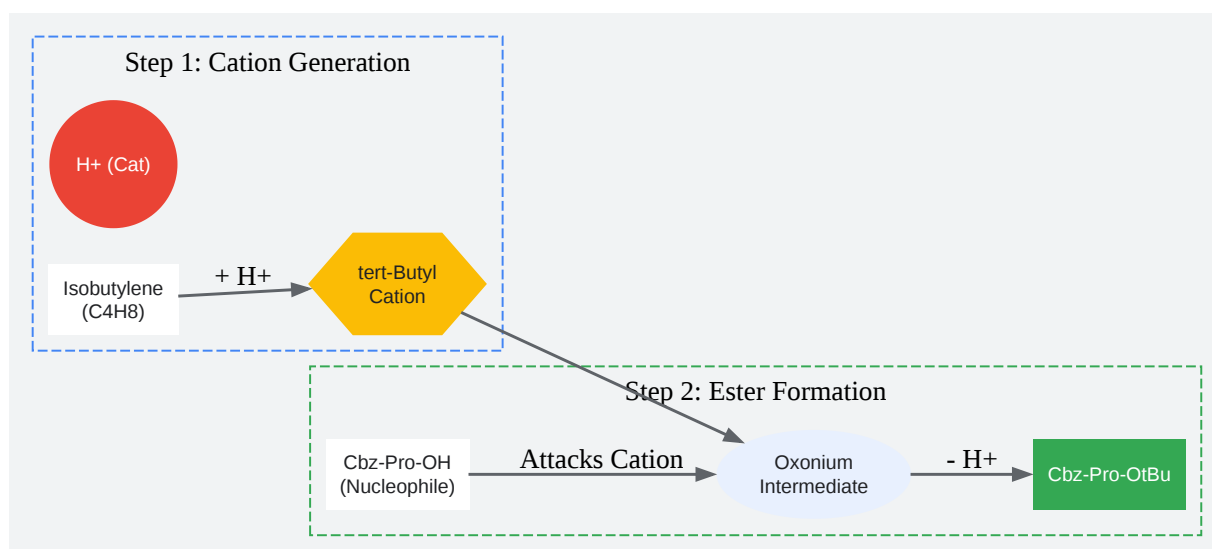 Step 1: Cation Generation
H+ (Cat)
Isobutylene
(C4H8)
+ H+
tert-Butyl
Cation
Step 2: Ester Formation
Cbz-Pro-OH
(Nucleophile)
Attacks Cation
Oxonium
Intermediate
- H+
Cbz-Pro-OtBu